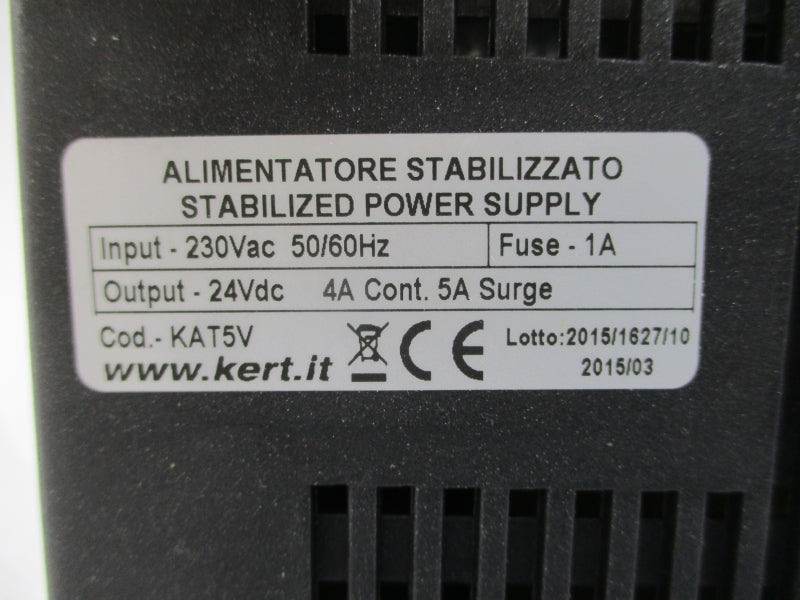 ALIMENTATORE STABILIZZATO
STABILIZED POWER SUPPLY
Input - 230Vac 50/60Hz Fuse - 1A
Output - 24Vdc 4A Cont. 5A Surge
Cod.- KAT5V CE Lotto:2015/1627/10
www.kert.it 2015/03